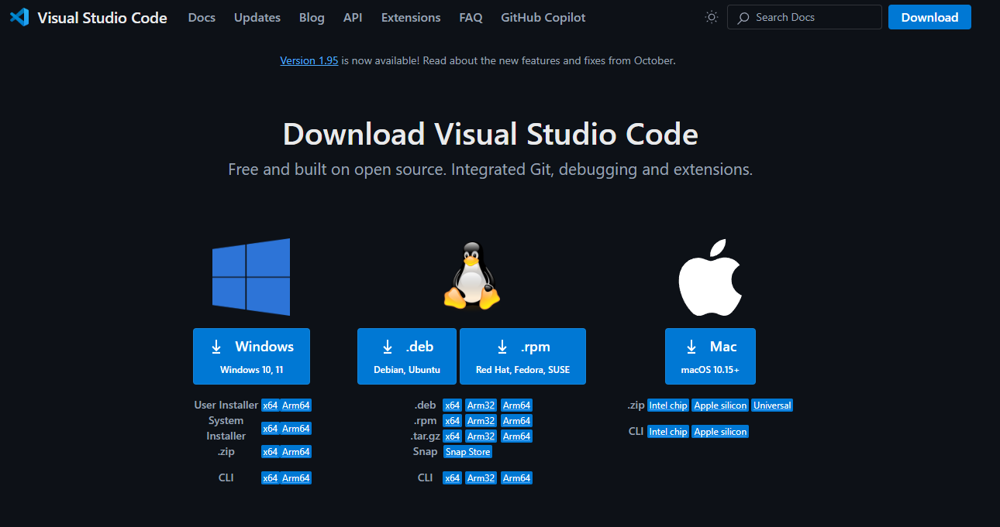 Visual Studio Code Docs Updates Blog API Extensions FAQ GitHub Copilot Search Docs Download
Version 1.95 is now available! Read about the new features and fixes from October.
Download Visual Studio Code
Free and built on open source. Integrated Git, debugging and extensions.
Windows
Windows 10, 11
User Installer x64 Arm64
System
Installer x64 Arm64
.zip x64 Arm64
CLI x64 Arm64
.deb
Debian, Ubuntu
.rpm
Red Hat, Fedora, SUSE
.deb x64 Arm32 Arm64
.rpm x64 Arm32 Arm64
.tar.gz x64 Arm32 Arm64
Snap Snap Store
CLI x64 Arm32 Arm64
Mac
macOS 10.15+
.zip Intel chip Apple silicon Universal
CLI Intel chip Apple silicon